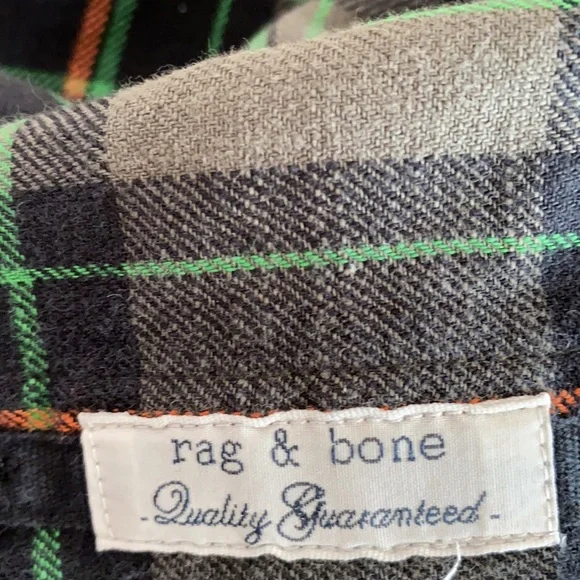 rag & bone
- Quality Guaranteed -